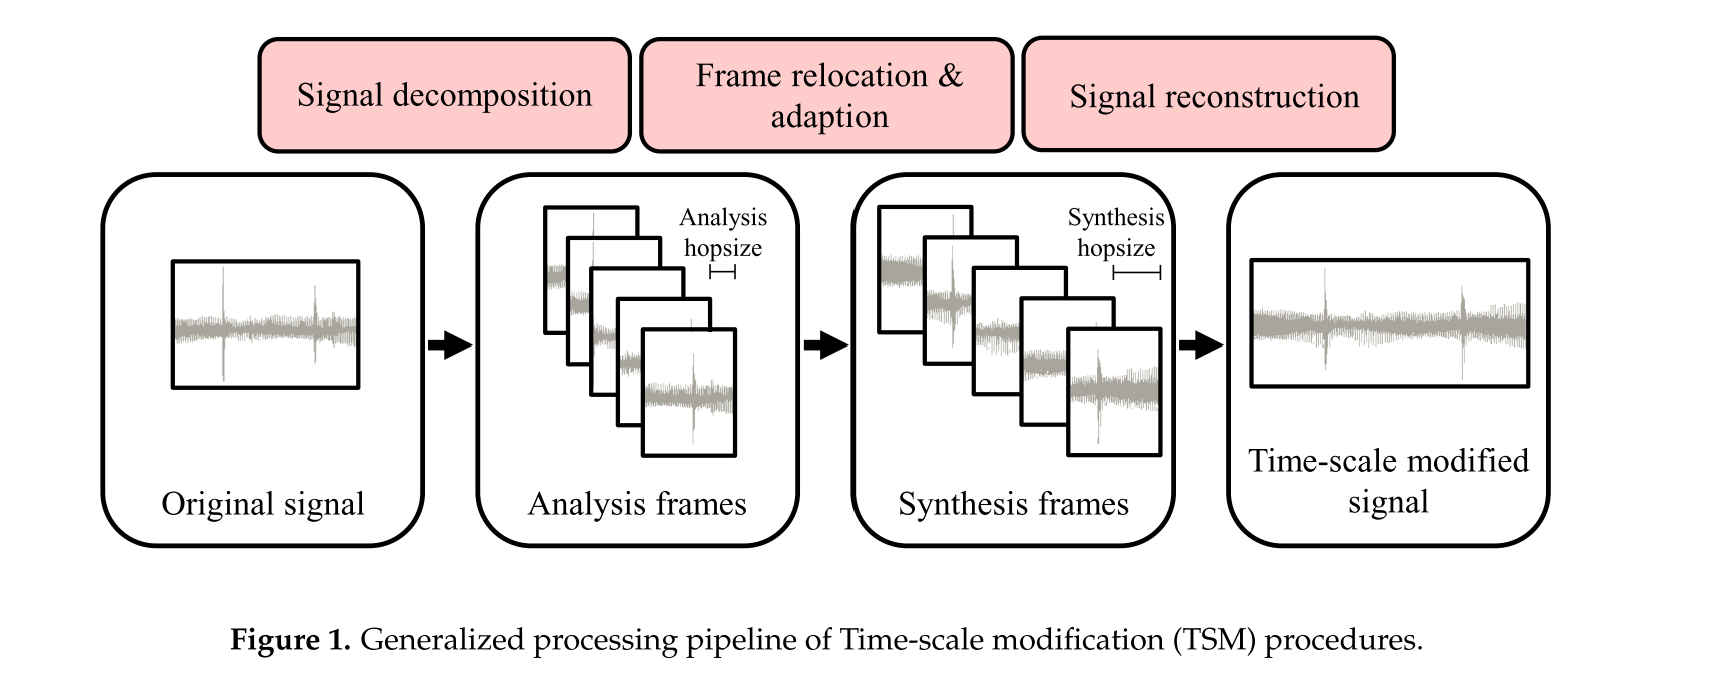 Signal decomposition
Frame relocation &
adaption
Signal reconstruction
Original signal
Analysis
hopsize
Analysis frames
Synthesis
hopsize
Synthesis frames
Time-scale modified
signal
Figure 1. Generalized processing pipeline of Time-scale modification (TSM) procedures.